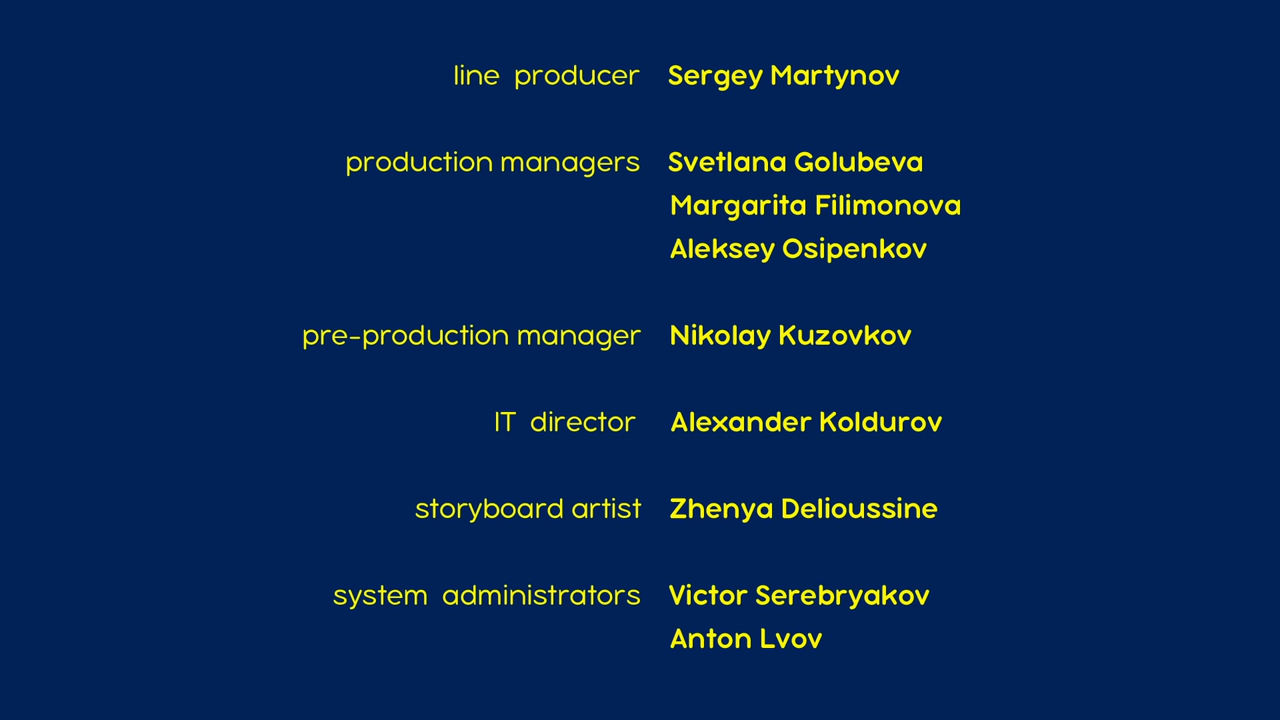 line producer Sergey Martynov
production managers Svetlana Golubeva
Margarita Filimonova
Aleksey Osipenkov
pre-production manager Nikolay Kuzovkov
IT director Alexander Koldurov
storyboard artist Zhenya Delioussine
system administrators Victor Serebryakov
Anton Lvov